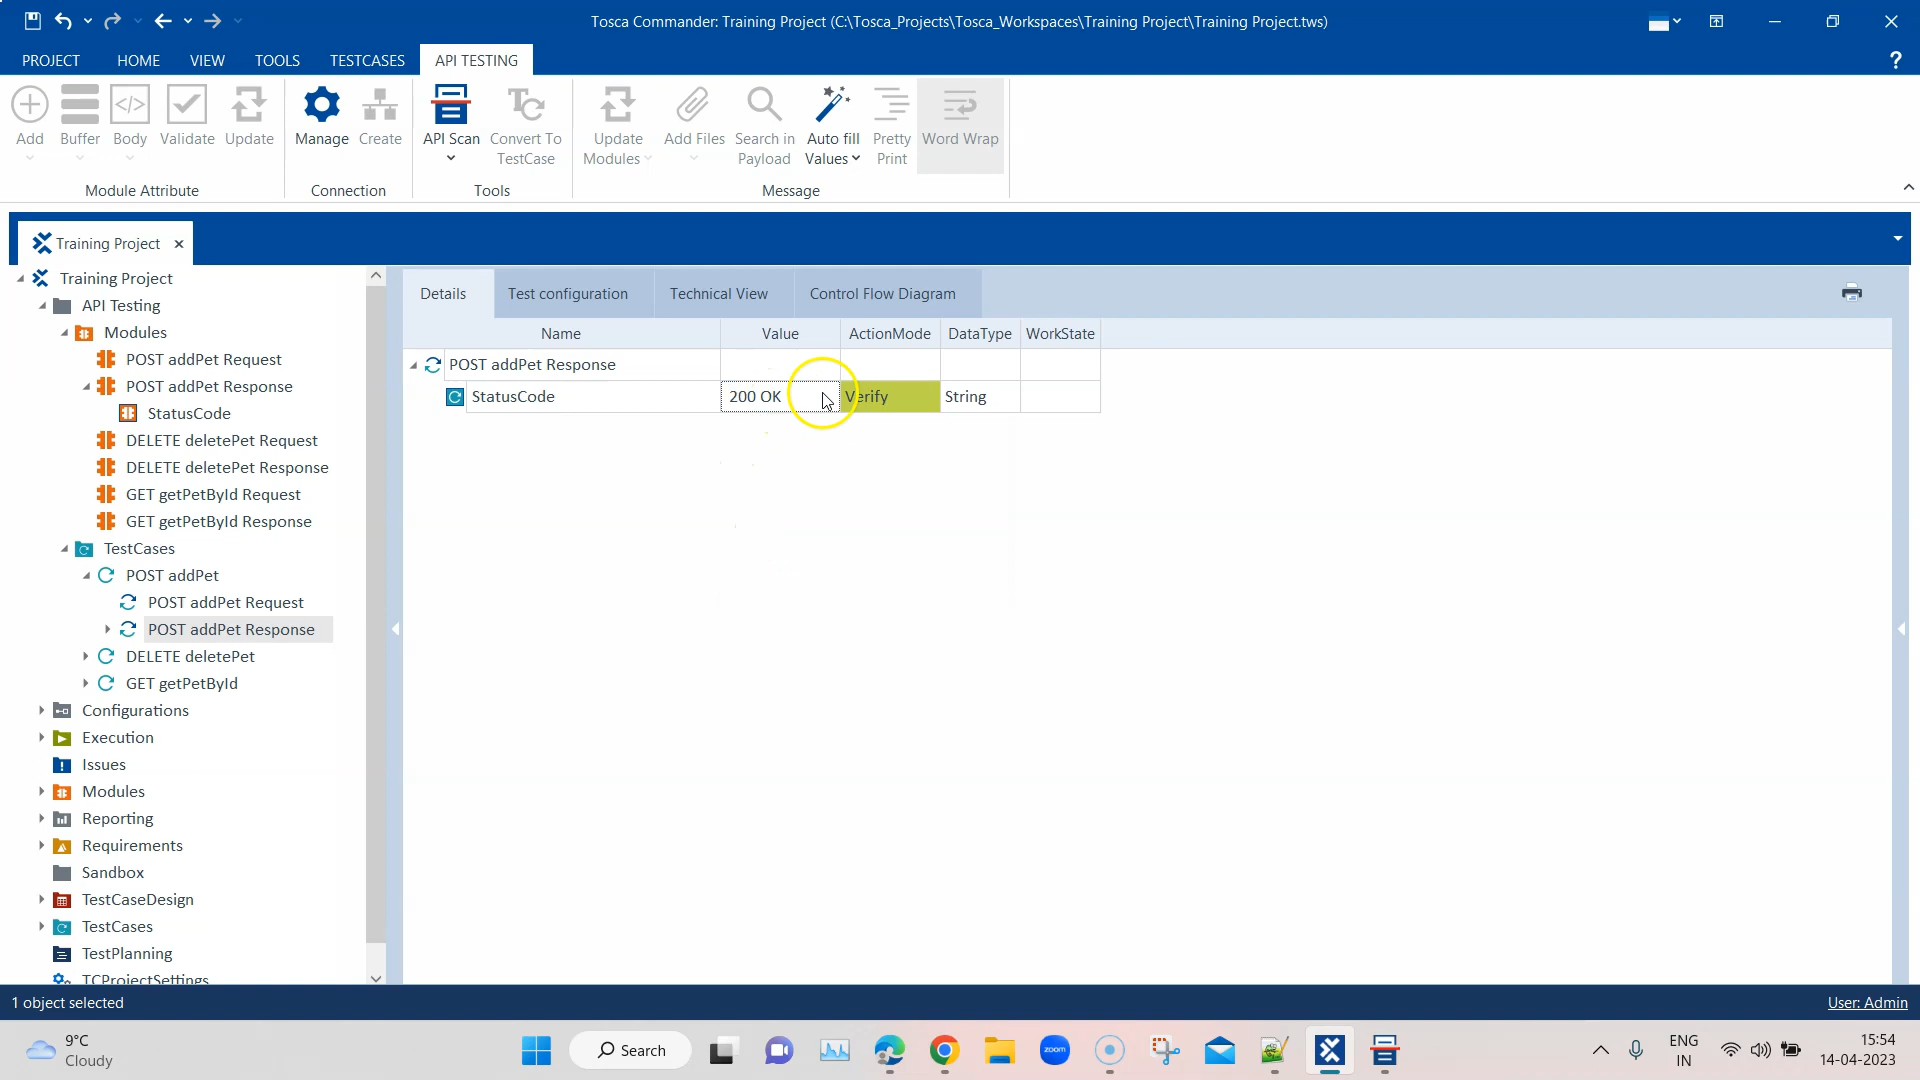 Tosca Commander: Training Project (C:\Tosca_Projects\Tosca_Workspaces\Training Project\Training Project.tws)
PROJECT HOME VIEW TOOLS TESTCASES API TESTING ?
Add Buffer Body Validate Update Manage Create API Scan Convert To TestCase Update Modules Add Files Search in Payload Auto fill Values Pretty Print Word Wrap
Module Attribute Connection Tools Message
Training Project
Training Project
API Testing
Modules
POST addPet Request
POST addPet Response
StatusCode
DELETE deletePet Request
DELETE deletePet Response
GET getPetById Request
GET getPetById Response
TestCases
POST addPet
POST addPet Request
POST addPet Response
DELETE deletePet
GET getPetById
Configurations
Execution
Issues
Modules
Reporting
Requirements
Sandbox
TestCaseDesign
TestCases
TestPlanning
TCProjectSettings
Details Test configuration Technical View Control Flow Diagram
Name Value ActionMode DataType WorkState
POST addPet Response
StatusCode 200 OK Verify String
1 object selected User: Admin
9°C
Cloudy
Search
zoom
ENG
IN
15:54
14-04-2023